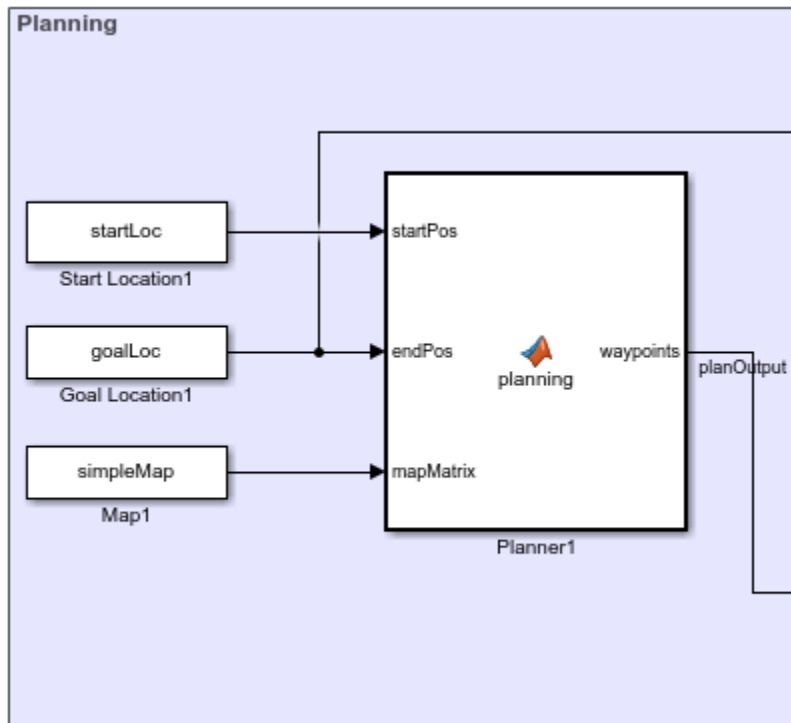 Planning
startLoc
Start Location1
goalLoc
Goal Location1
simpleMap
Map1
startPos
endPos
mapMatrix
planning
waypoints
Planner1
planOutput